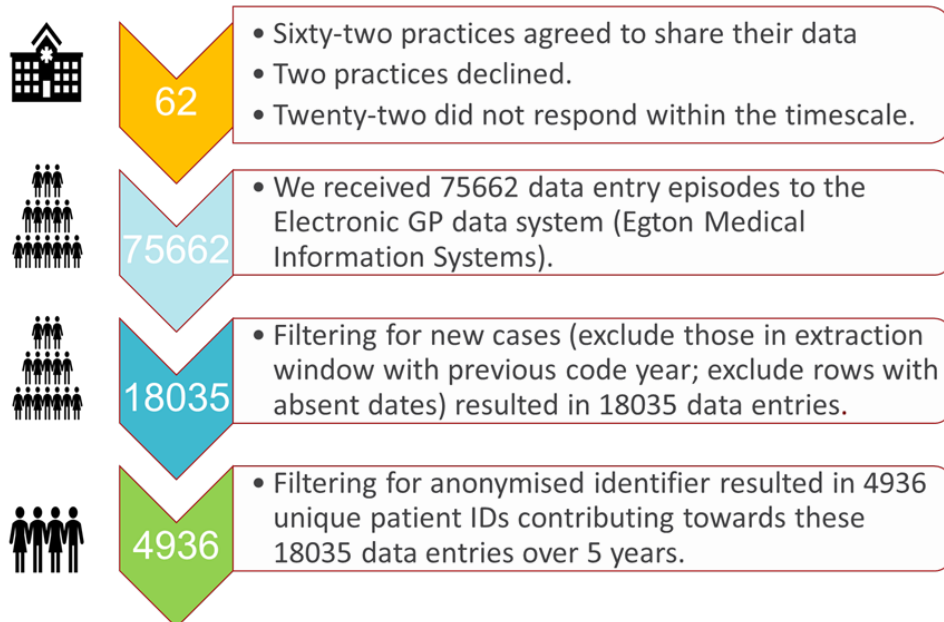 62
• Sixty-two practices agreed to share their data
• Two practices declined.
• Twenty-two did not respond within the timescale.
75662
• We received 75662 data entry episodes to the
Electronic GP data system (Egton Medical
Information Systems).
18035
• Filtering for new cases (exclude those in extraction
window with previous code year; exclude rows with
absent dates) resulted in 18035 data entries.
4936
• Filtering for anonymised identifier resulted in 4936
unique patient IDs contributing towards these
18035 data entries over 5 years.